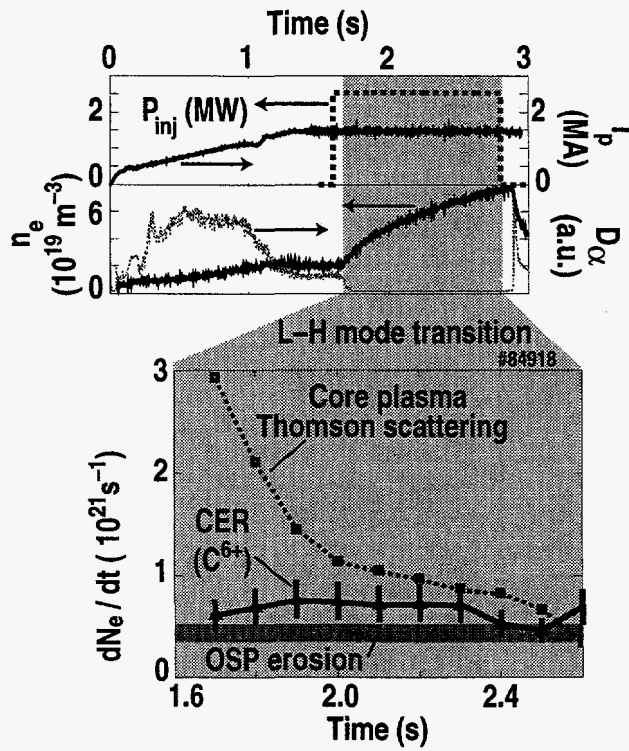 Time (s)
0 1 2 3
P_inj (MW)
2
0
2
0
I_p
(MA)
n_e
(10^19 m^−3)
6
3
0
D_α
(a.u.)
L–H mode transition
#84918
3
2
1
0
Core plasma
Thomson scattering
CER
(C^6+)
OSP erosion
dN_e / dt ( 10^21 s^−1)
1.6 2.0 2.4
Time (s)